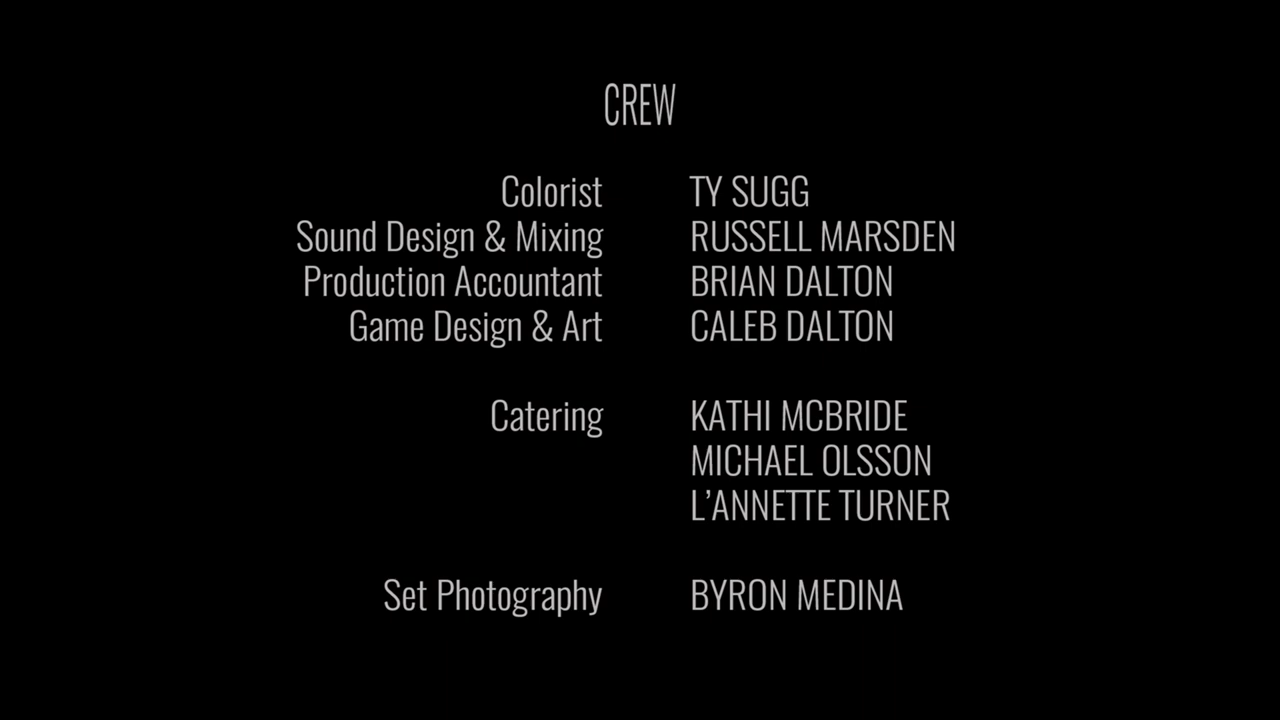 CREW
Colorist TY SUGG
Sound Design & Mixing RUSSELL MARSDEN
Production Accountant BRIAN DALTON
Game Design & Art CALEB DALTON
Catering KATHI MCBRIDE
MICHAEL OLSSON
L’ANNETTE TURNER
Set Photography BYRON MEDINA